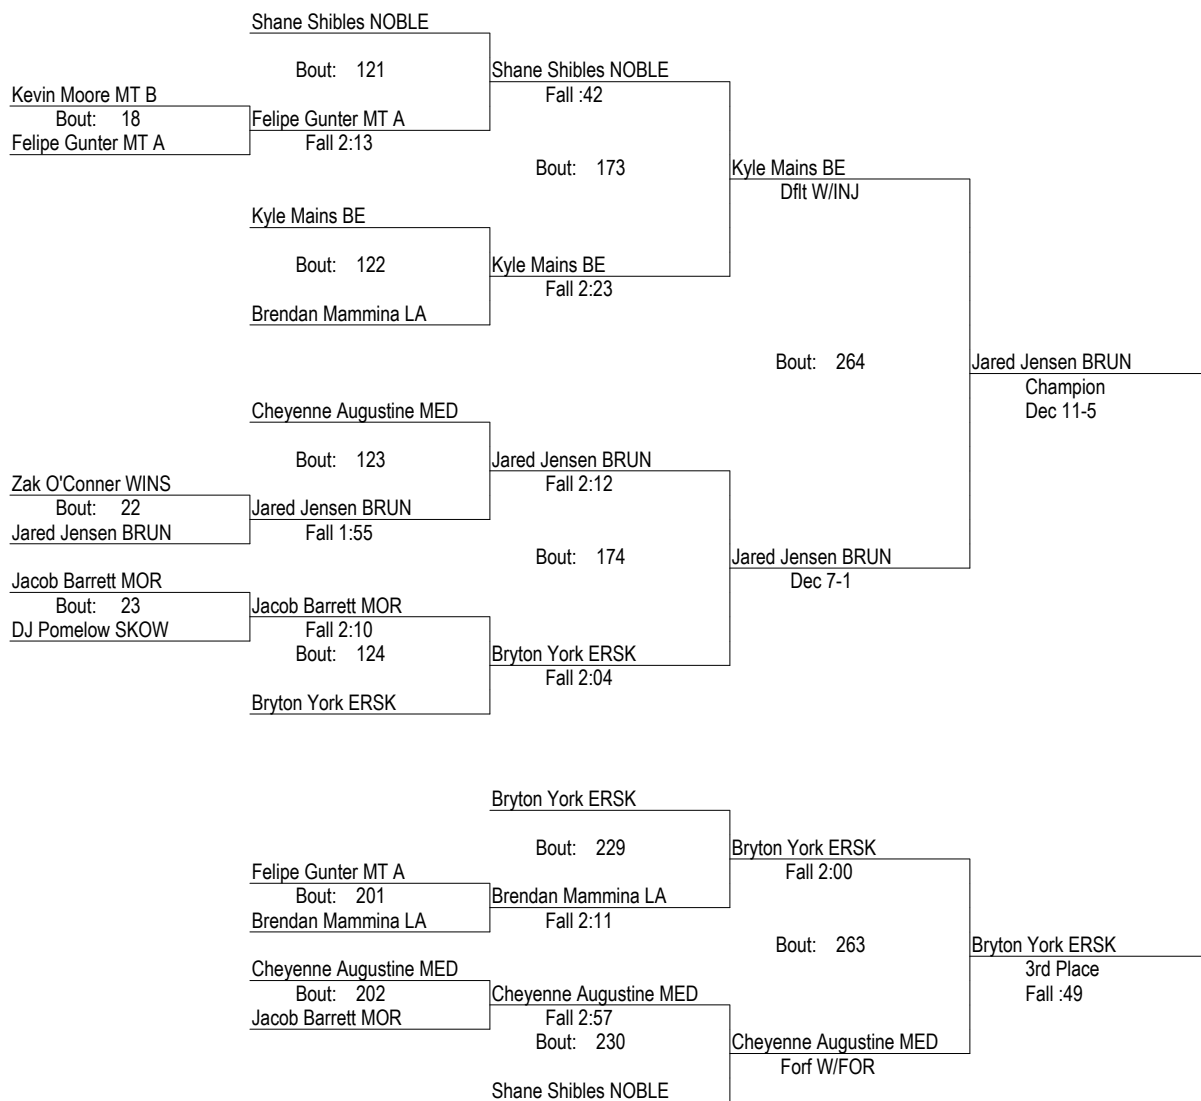 Shane Shibles NOBLE
Bout: 121
Shane Shibles NOBLE
Fall :42
Kevin Moore MT B
Bout: 18
Felipe Gunter MT A
Felipe Gunter MT A
Fall 2:13
Bout: 173
Kyle Mains BE
Dflt W/INJ
Kyle Mains BE
Bout: 122
Kyle Mains BE
Fall 2:23
Brendan Mammina LA
Bout: 264
Jared Jensen BRUN
Champion
Dec 11-5
Cheyenne Augustine MED
Bout: 123
Jared Jensen BRUN
Fall 2:12
Zak O'Conner WINS
Bout: 22
Jared Jensen BRUN
Jared Jensen BRUN
Fall 1:55
Bout: 174
Jared Jensen BRUN
Dec 7-1
Jacob Barrett MOR
Bout: 23
DJ Pomelow SKOW
Jacob Barrett MOR
Fall 2:10
Bout: 124
Bryton York ERSK
Fall 2:04
Bryton York ERSK
Bryton York ERSK
Bout: 229
Bryton York ERSK
Fall 2:00
Felipe Gunter MT A
Bout: 201
Brendan Mammina LA
Brendan Mammina LA
Fall 2:11
Bout: 263
Bryton York ERSK
3rd Place
Fall :49
Cheyenne Augustine MED
Bout: 202
Jacob Barrett MOR
Cheyenne Augustine MED
Fall 2:57
Bout: 230
Cheyenne Augustine MED
Forf W/FOR
Shane Shibles NOBLE